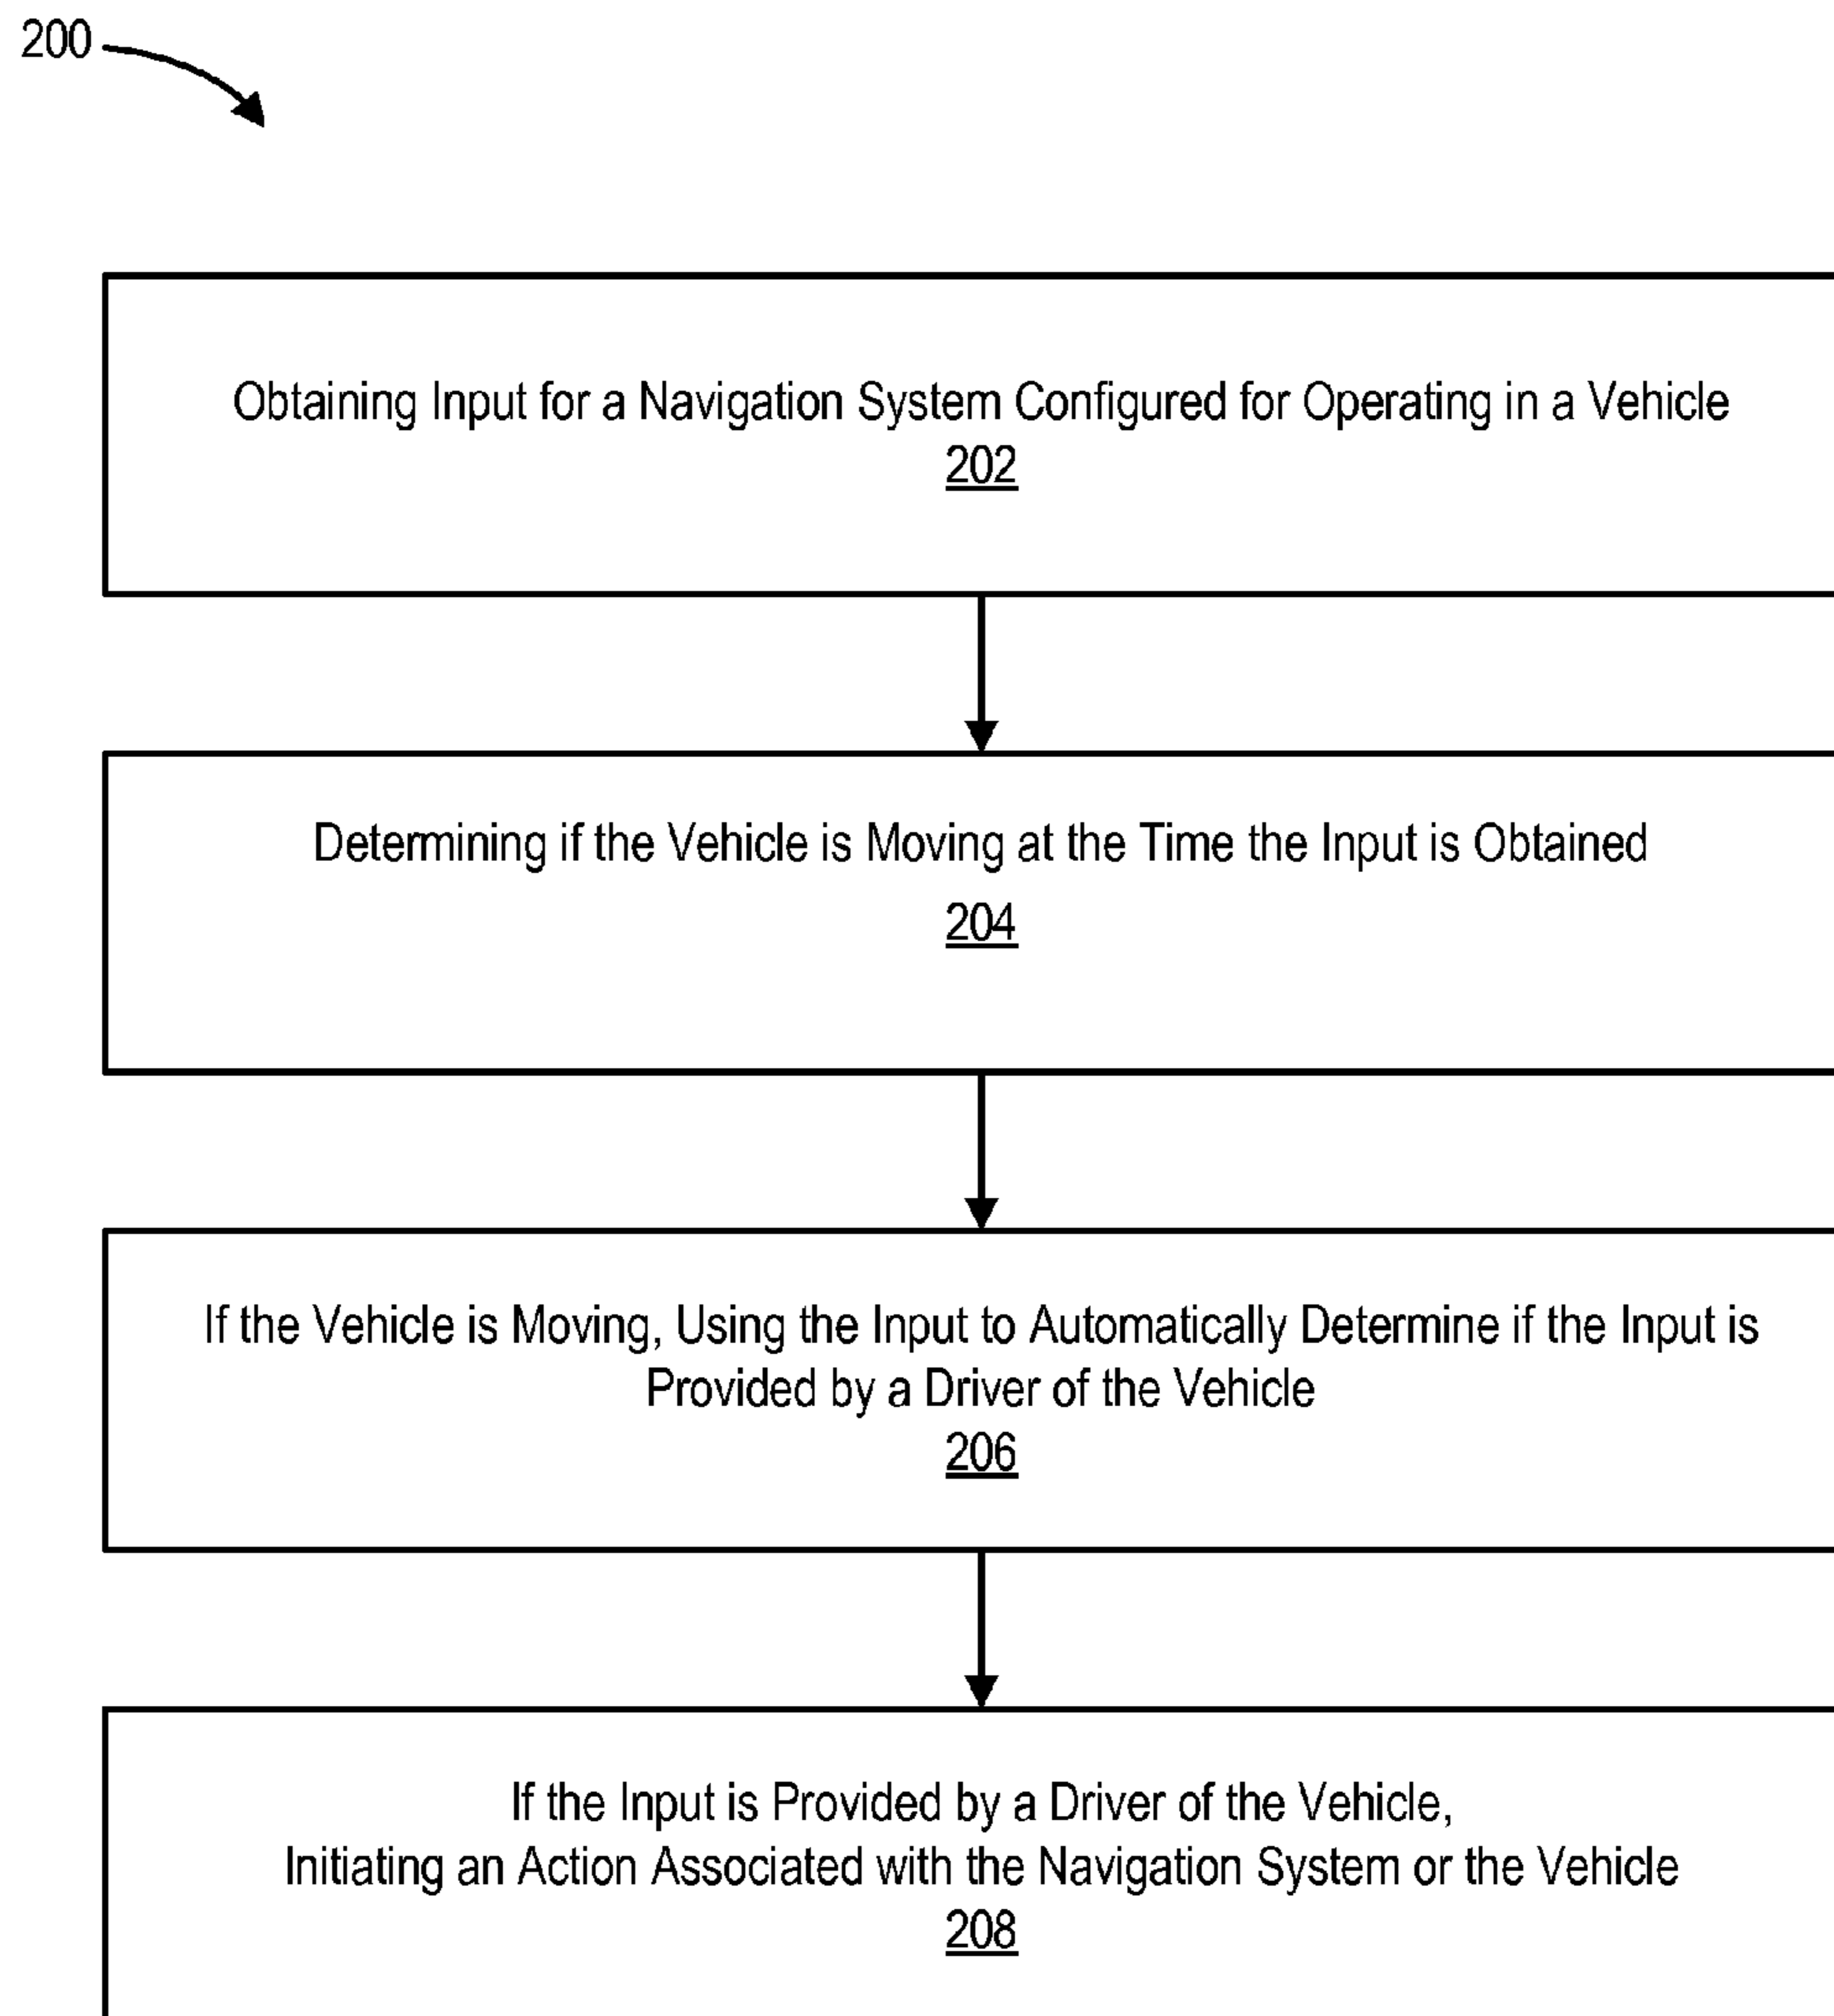 200
Obtaining Input for a Navigation System Configured for Operating in a Vehicle
202
Determining if the Vehicle is Moving at the Time the Input is Obtained
204
If the Vehicle is Moving, Using the Input to Automatically Determine if the Input is
Provided by a Driver of the Vehicle
206
If the Input is Provided by a Driver of the Vehicle,
Initiating an Action Associated with the Navigation System or the Vehicle
208